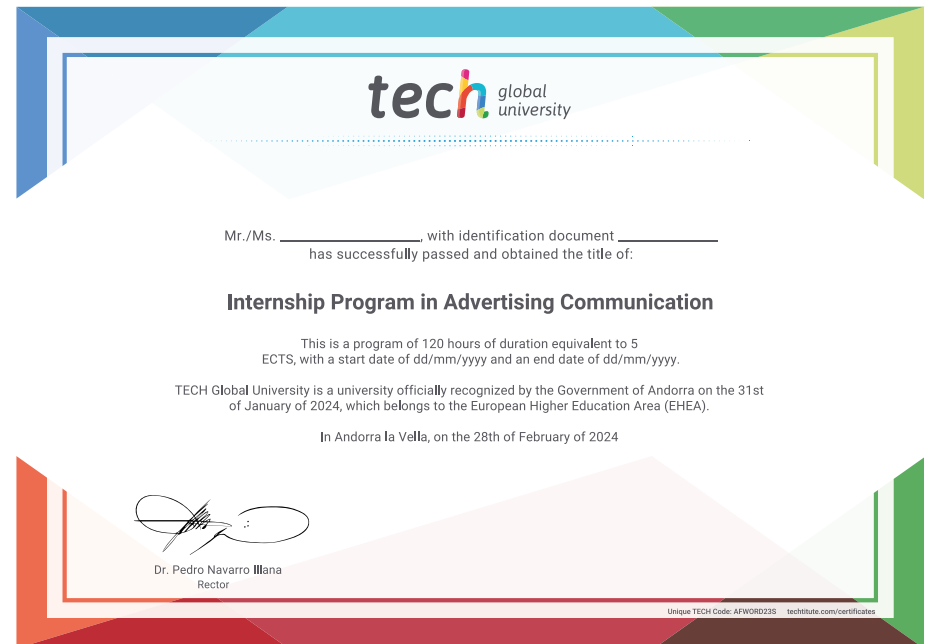 tech global university
Mr./Ms. ____________________, with identification document ______________
has successfully passed and obtained the title of:
Internship Program in Advertising Communication
This is a program of 120 hours of duration equivalent to 5
ECTS, with a start date of dd/mm/yyyy and an end date of dd/mm/yyyy.
TECH Global University is a university officially recognized by the Government of Andorra on the 31st
of January of 2024, which belongs to the European Higher Education Area (EHEA).
In Andorra la Vella, on the 28th of February of 2024
Dr. Pedro Navarro Illana
Rector
Unique TECH Code: AFWORD23S techtitute.com/certificates